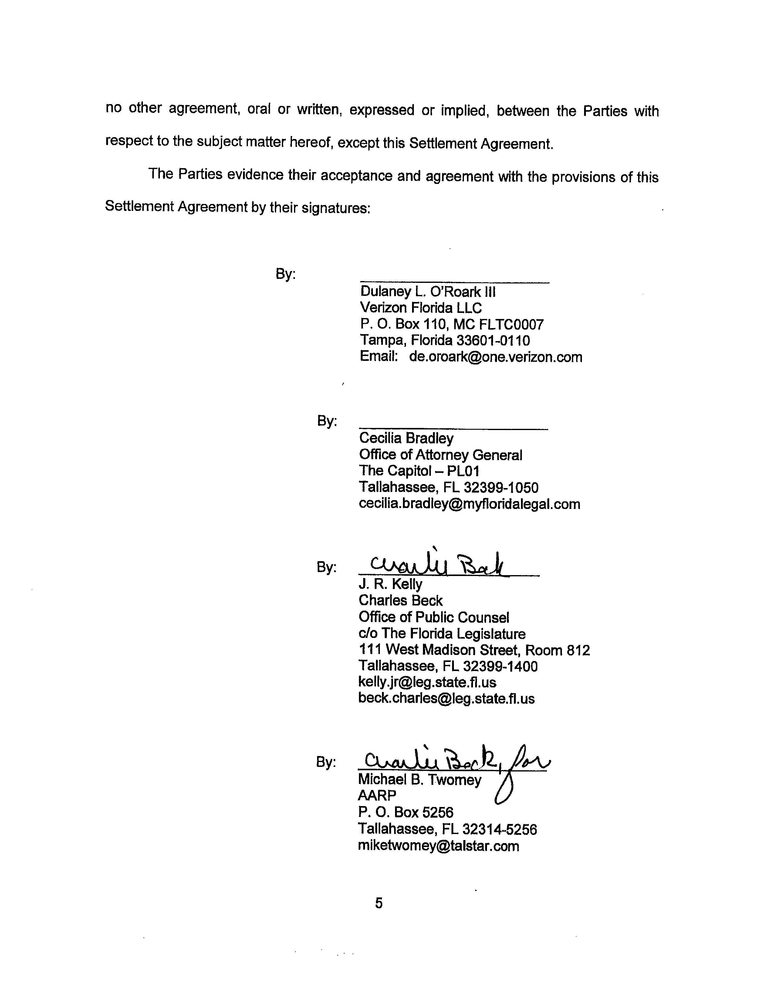 no other agreement, oral or written, expressed or implied, between the Parties with
respect to the subject matter hereof, except this Settlement Agreement.
The Parties evidence their acceptance and agreement with the provisions of this
Settlement Agreement by their signatures:
By:
Dulaney L. O'Roark III
Verizon Florida LLC
P. O. Box 110, MC FLTC0007
Tampa, Florida 33601-0110
Email: de.oroark@one.verizon.com
By:
Cecilia Bradley
Office of Attorney General
The Capitol – PL01
Tallahassee, FL 32399-1050
cecilia.bradley@myfloridalegal.com
By: Charlie Beck
J. R. Kelly
Charles Beck
Office of Public Counsel
c/o The Florida Legislature
111 West Madison Street, Room 812
Tallahassee, FL 32399-1400
kelly.jr@leg.state.fl.us
beck.charles@leg.state.fl.us
By: Charlie Beck, for
Michael B. Twomey
AARP
P. O. Box 5256
Tallahassee, FL 32314-5256
miketwomey@talstar.com
5